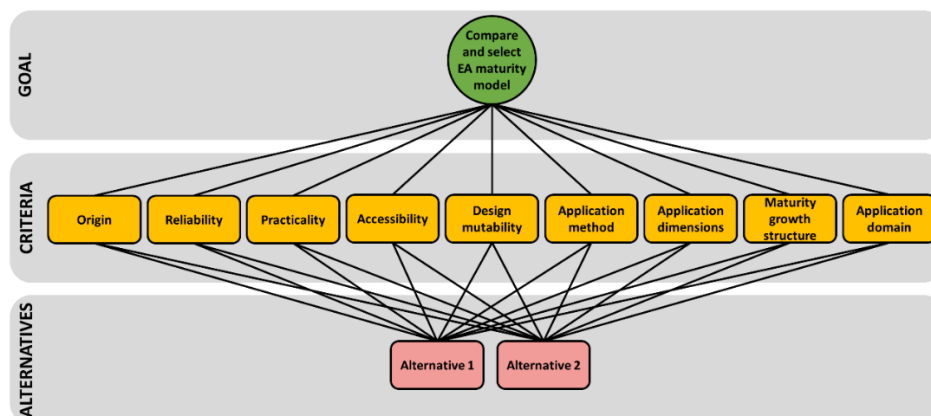 GOAL
Compare
and select
EA maturity
model
CRITERIA
Origin
Reliability
Practicality
Accessibility
Design
mutability
Application
method
Application
dimensions
Maturity
growth
structure
Application
domain
ALTERNATIVES
Alternative 1
Alternative 2